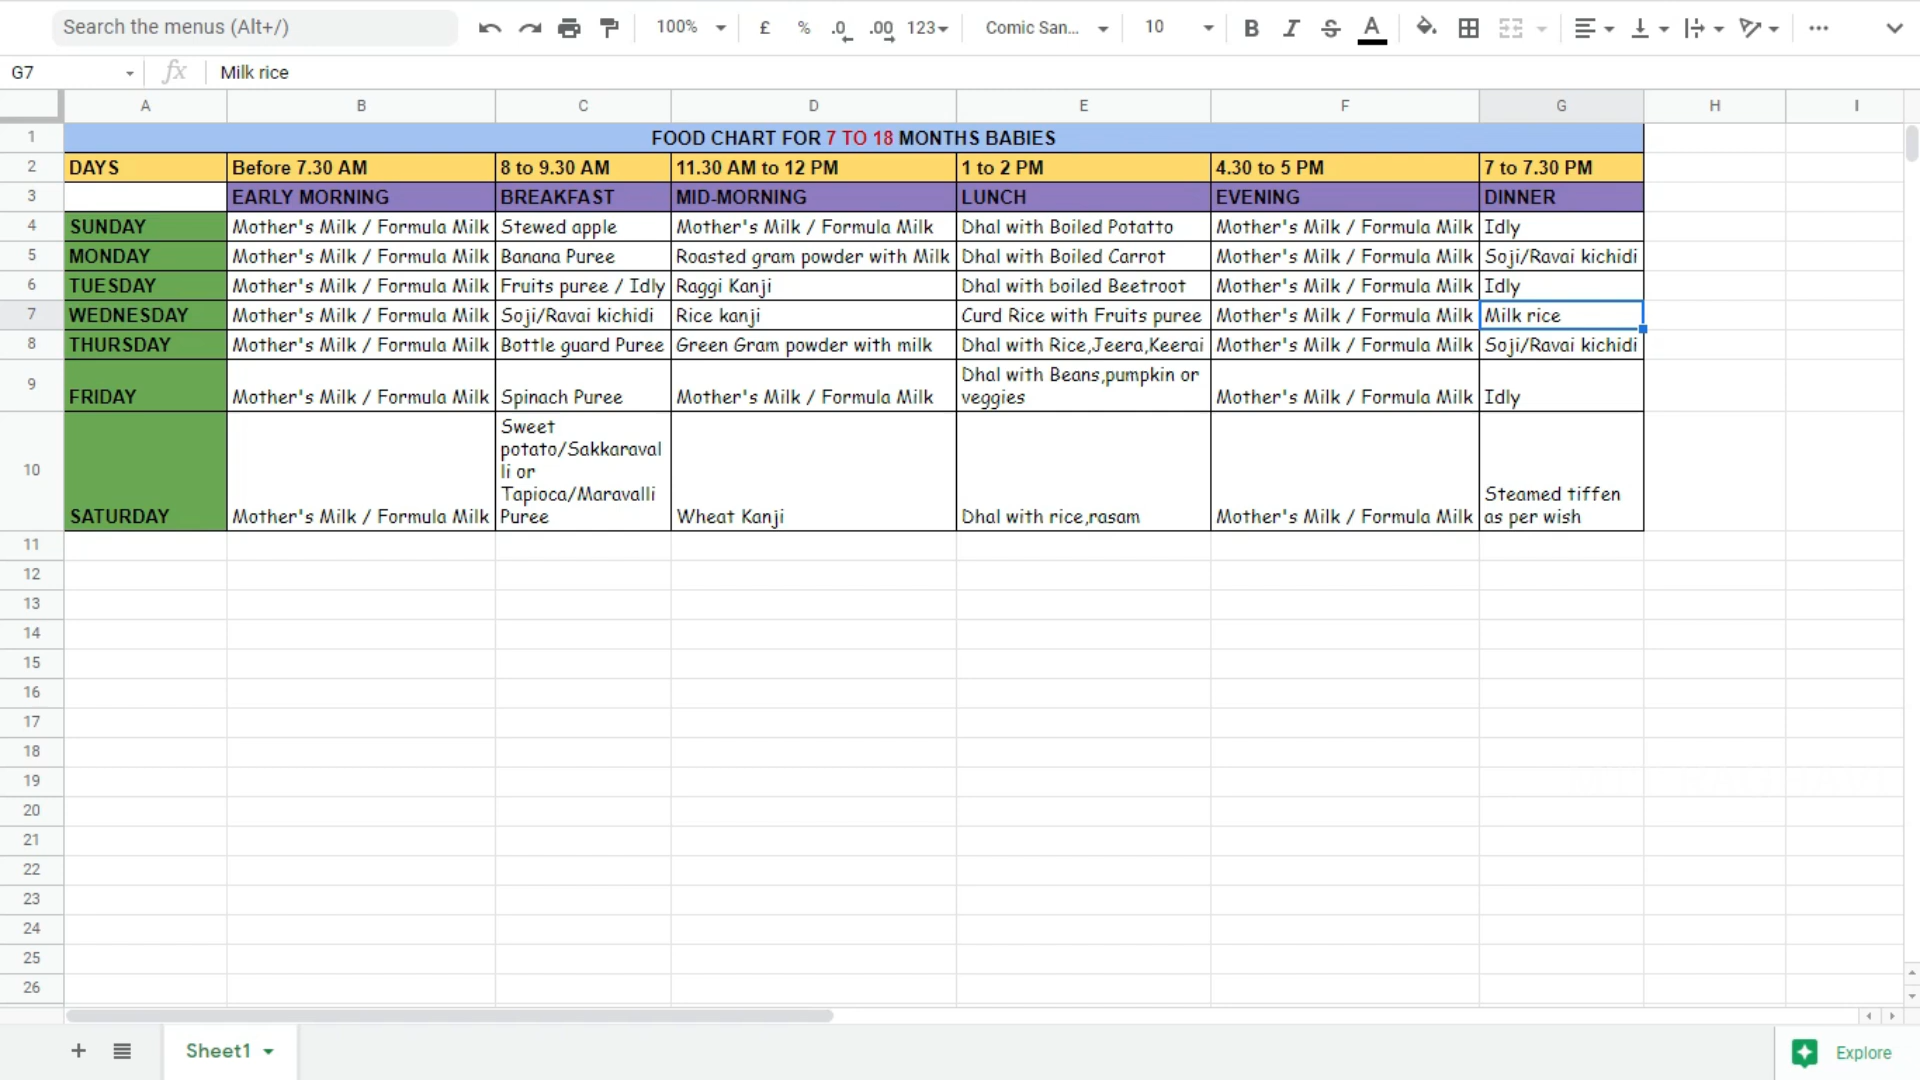 Search the menus (Alt+/) 100% £ % .0 .00 123 Comic San... 10 B I S A
G7 fx Milk rice
A B C D E F G H I
1 FOOD CHART FOR 7 TO 18 MONTHS BABIES
2 DAYS Before 7.30 AM 8 to 9.30 AM 11.30 AM to 12 PM 1 to 2 PM 4.30 to 5 PM 7 to 7.30 PM
3 EARLY MORNING BREAKFAST MID-MORNING LUNCH EVENING DINNER
4 SUNDAY Mother's Milk / Formula Milk Stewed apple Mother's Milk / Formula Milk Dhal with Boiled Potatto Mother's Milk / Formula Milk Idly
5 MONDAY Mother's Milk / Formula Milk Banana Puree Roasted gram powder with Milk Dhal with Boiled Carrot Mother's Milk / Formula Milk Soji/Ravai kichidi
6 TUESDAY Mother's Milk / Formula Milk Fruits puree / Idly Raggi Kanji Dhal with boiled Beetroot Mother's Milk / Formula Milk Idly
7 WEDNESDAY Mother's Milk / Formula Milk Soji/Ravai kichidi Rice kanji Curd Rice with Fruits puree Mother's Milk / Formula Milk Milk rice
8 THURSDAY Mother's Milk / Formula Milk Bottle guard Puree Green Gram powder with milk Dhal with Rice,Jeera,Keerai Mother's Milk / Formula Milk Soji/Ravai kichidi
9 Dhal with Beans,pumpkin or
FRIDAY Mother's Milk / Formula Milk Spinach Puree Mother's Milk / Formula Milk veggies Mother's Milk / Formula Milk Idly
Sweet
potato/Sakkaraval
10 li or
Tapioca/Maravalli Steamed tiffen
SATURDAY Mother's Milk / Formula Milk Puree Wheat Kanji Dhal with rice,rasam Mother's Milk / Formula Milk as per wish
11
12
13
14
15
16
17
18
19
20
21
22
23
24
25
26
Sheet1 Explore